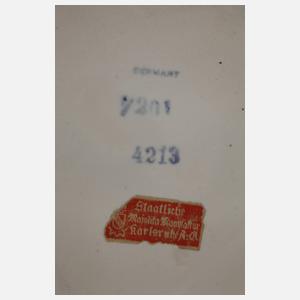 GERMANY
7201
4213
Staatliche
Majolika Manufaktur
Karlsruhe A.-G.